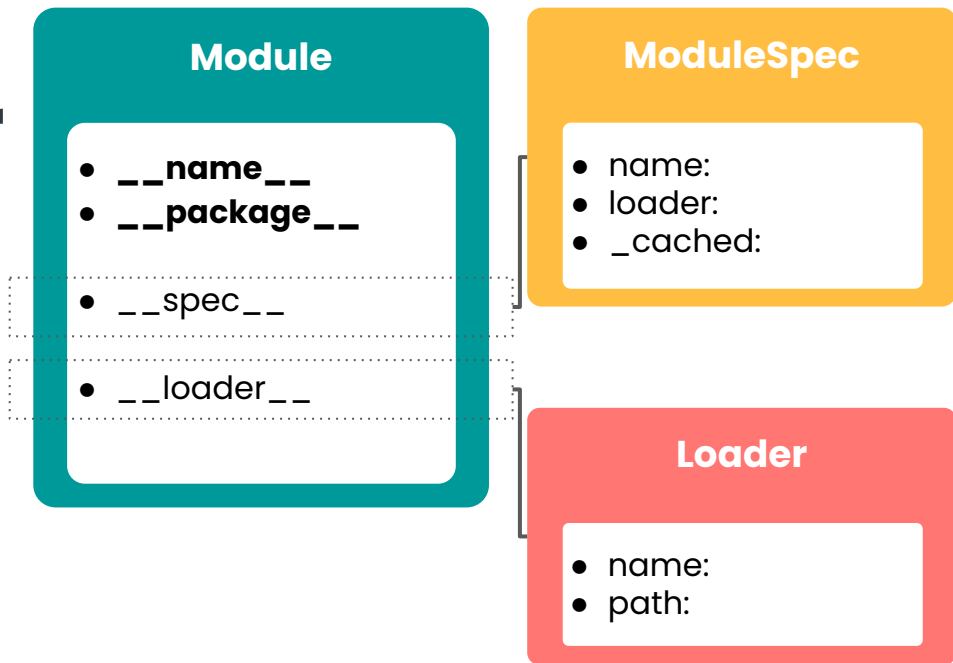 Module
● __name__
● __package__
● __spec__
● __loader__
ModuleSpec
● name:
● loader:
● _cached:
Loader
● name:
● path: